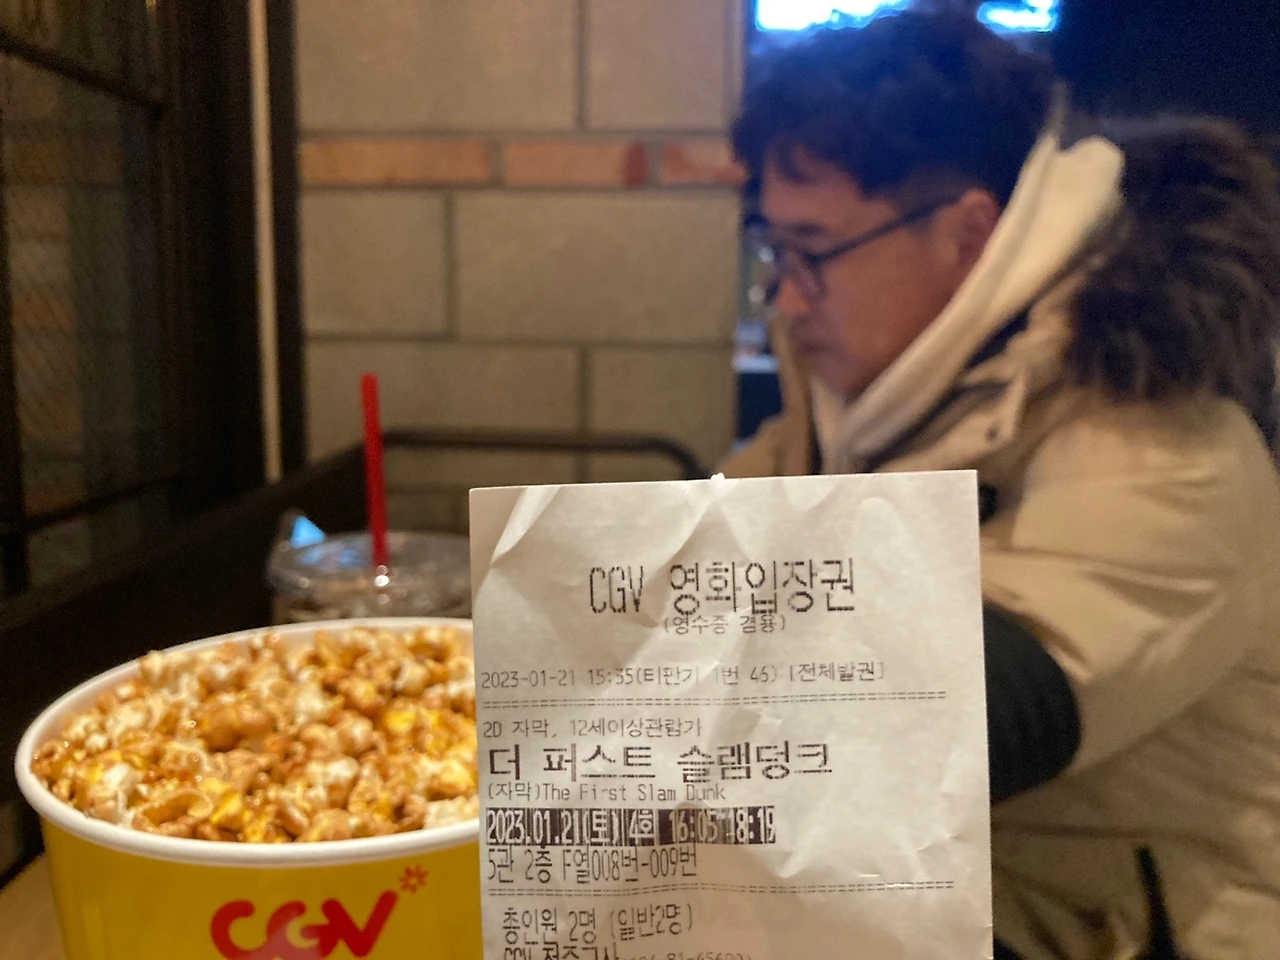 CGV 영화입장권
(영수증 겸용)
2023-01-21 15:35(티판기 1번 46) [전체발권]
2D 자막, 12세이상관람가
더 퍼스트 슬램덩크
(자막)The First Slam Dunk
2023.01.21(토) 4회 16:05~18:19
5관 2층 F열008번-009번
총인원 2명 (일반2명)
CGV
CGV